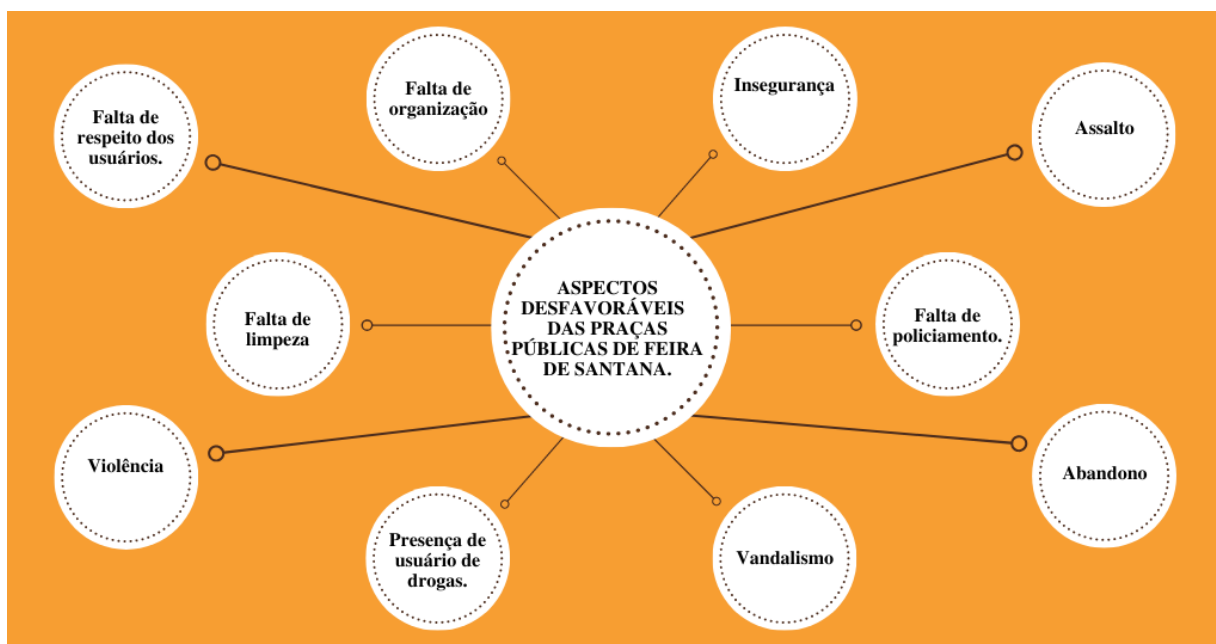 Falta de
respeito dos
usuários.
Falta de
organização
Insegurança
Assalto
Falta de
limpeza
ASPECTOS
DESFAVORÁVEIS
DAS PRAÇAS
PÚBLICAS DE FEIRA
DE SANTANA.
Falta de
policiamento.
Violência
Presença de
usuário de
drogas.
Vandalismo
Abandono